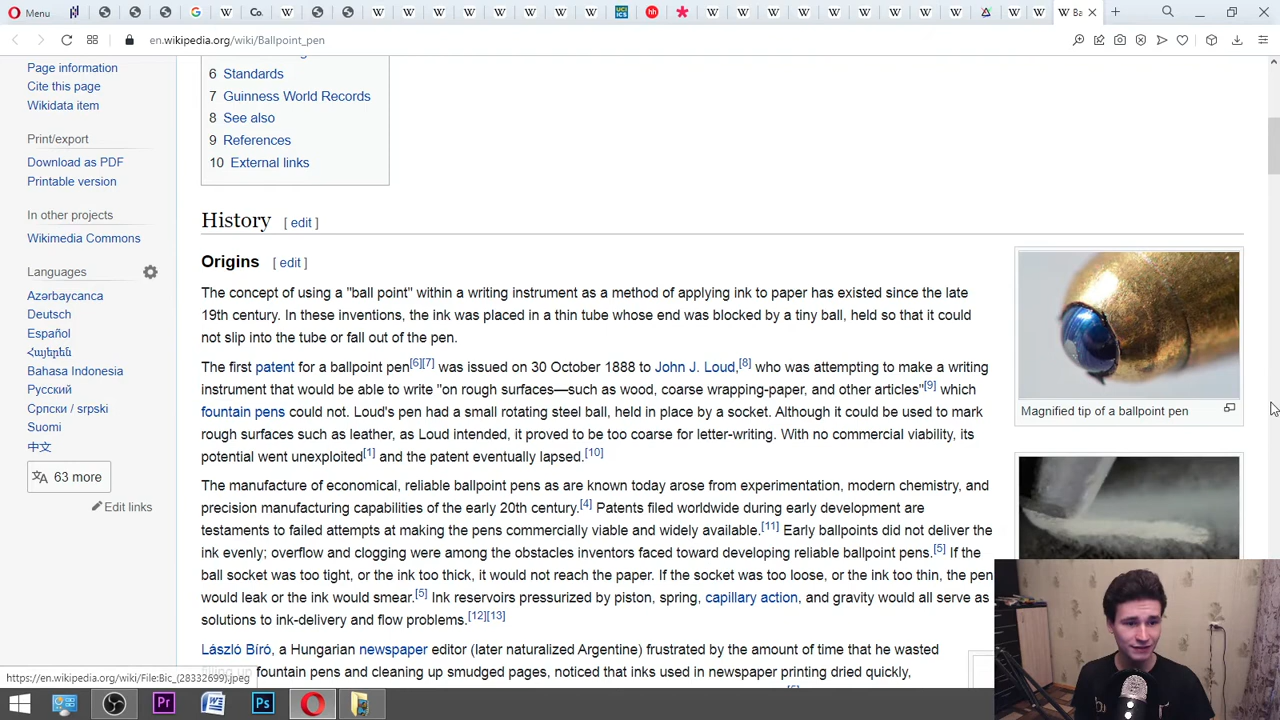 Menu
Co.
UCI
ICS
hh
Ba
en.wikipedia.org/wiki/Ballpoint_pen
Page information
Cite this page
Wikidata item
Print/export
Download as PDF
Printable version
In other projects
Wikimedia Commons
Languages
Azərbaycanca
Deutsch
Español
Հայերեն
Bahasa Indonesia
Русский
Српски / srpski
Suomi
中文
63 more
Edit links
6 Standards
7 Guinness World Records
8 See also
9 References
10 External links
History [ edit ]
Origins [ edit ]
The concept of using a "ball point" within a writing instrument as a method of applying ink to paper has existed since the late
19th century. In these inventions, the ink was placed in a thin tube whose end was blocked by a tiny ball, held so that it could
not slip into the tube or fall out of the pen.
The first patent for a ballpoint pen[6][7] was issued on 30 October 1888 to John J. Loud,[8] who was attempting to make a writing
instrument that would be able to write "on rough surfaces—such as wood, coarse wrapping-paper, and other articles"[9] which
fountain pens could not. Loud's pen had a small rotating steel ball, held in place by a socket. Although it could be used to mark
rough surfaces such as leather, as Loud intended, it proved to be too coarse for letter-writing. With no commercial viability, its
potential went unexploited[1] and the patent eventually lapsed.[10]
The manufacture of economical, reliable ballpoint pens as are known today arose from experimentation, modern chemistry, and
precision manufacturing capabilities of the early 20th century.[4] Patents filed worldwide during early development are
testaments to failed attempts at making the pens commercially viable and widely available.[11] Early ballpoints did not deliver the
ink evenly; overflow and clogging were among the obstacles inventors faced toward developing reliable ballpoint pens.[5] If the
ball socket was too tight, or the ink too thick, it would not reach the paper. If the socket was too loose, or the ink too thin, the pen
would leak or the ink would smear.[5] Ink reservoirs pressurized by piston, spring, capillary action, and gravity would all serve as
solutions to ink-delivery and flow problems.[12][13]
László Bíró, a Hungarian newspaper editor (later naturalized Argentine) frustrated by the amount of time that he wasted
filling up fountain pens and cleaning up smudged pages, noticed that inks used in newspaper printing dried quickly,
Magnified tip of a ballpoint pen
https://en.wikipedia.org/wiki/File:Bic_(28332699).jpeg
Pr
W
Ps